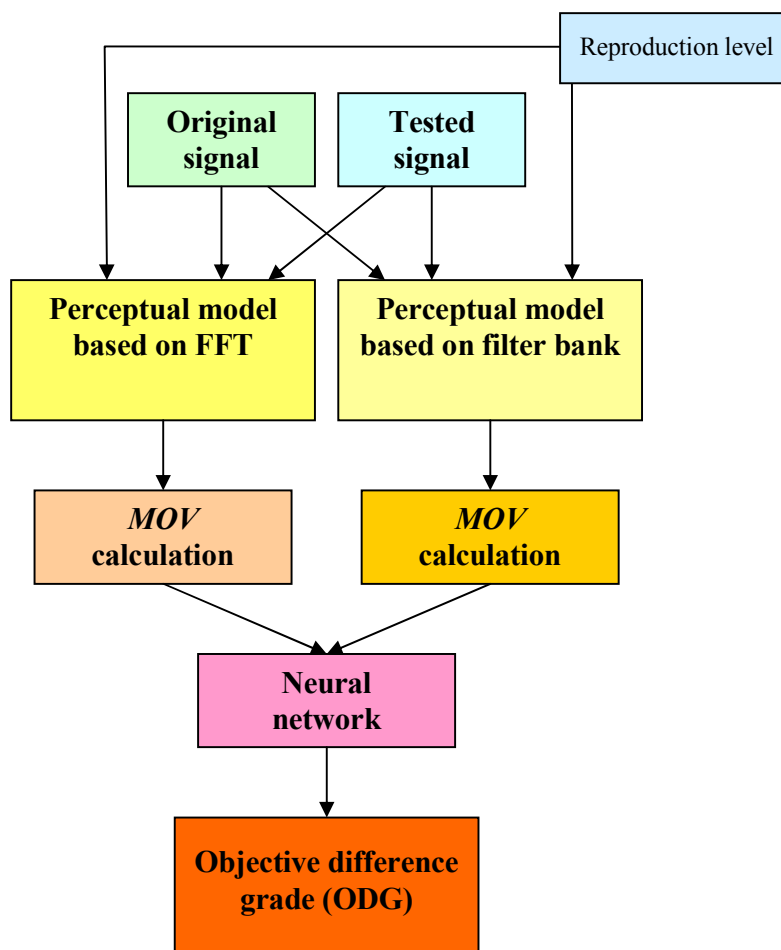 Reproduction level
Original
signal
Tested
signal
Perceptual model
based on FFT
Perceptual model
based on filter bank
MOV
calculation
MOV
calculation
Neural
network
Objective difference
grade (ODG)